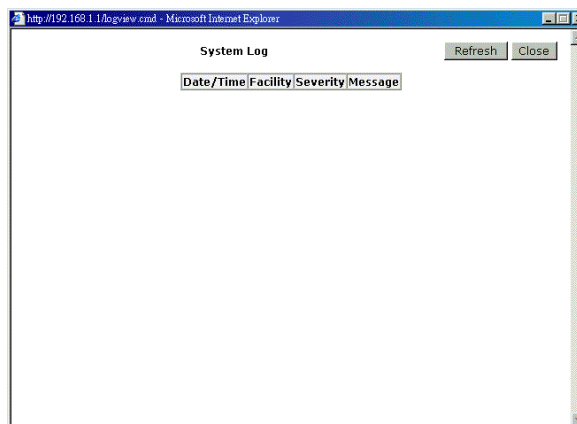 http://192.168.1.1/logview.cmd - Microsoft Internet Explorer
System Log
Refresh Close
Date/Time Facility Severity Message